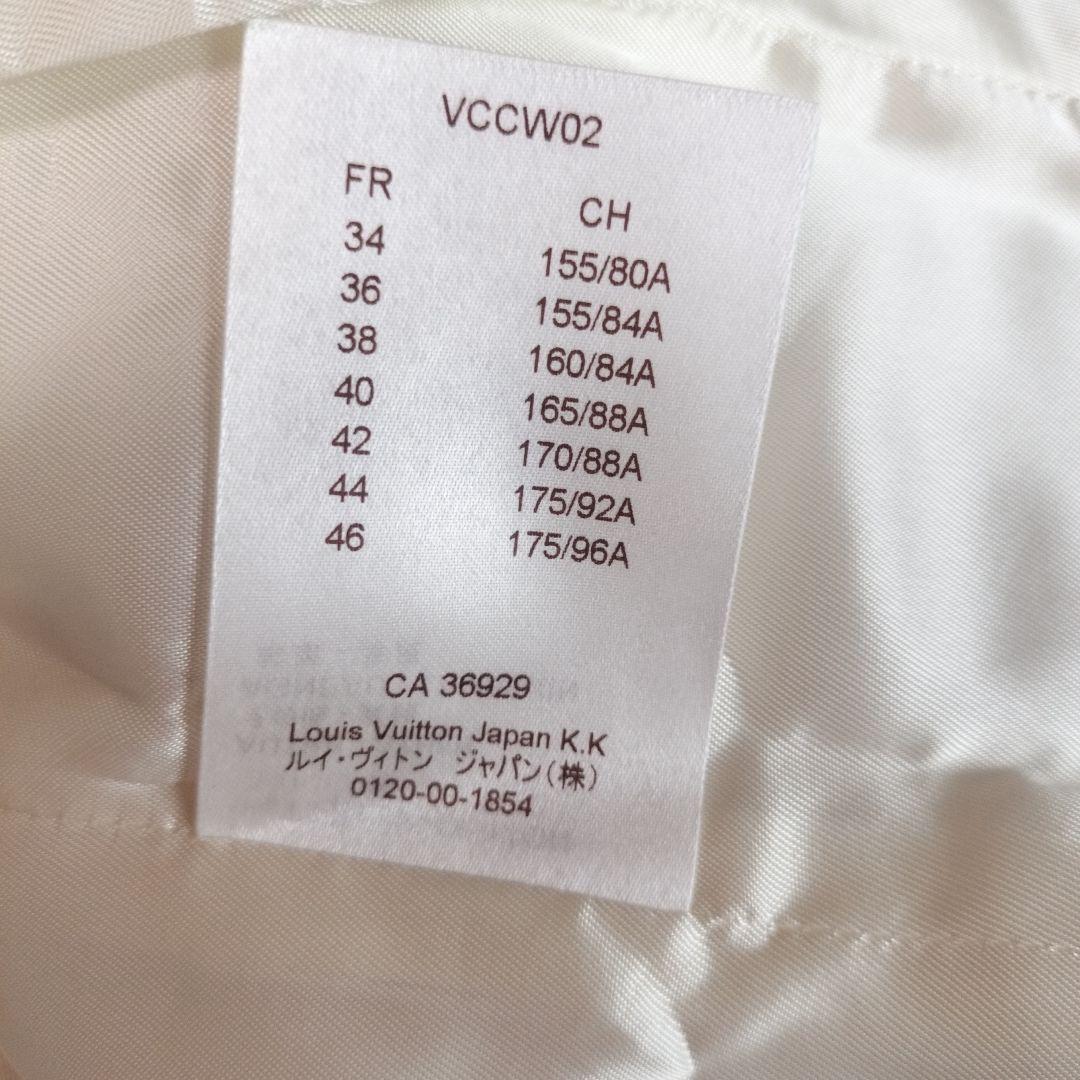 VCCW02
FR CH
34 155/80A
36 155/84A
38 160/84A
40 165/88A
42 170/88A
44 175/92A
46 175/96A
CA 36929
Louis Vuitton Japan K.K
ルイ・ヴィトン ジャパン(株)
0120-00-1854